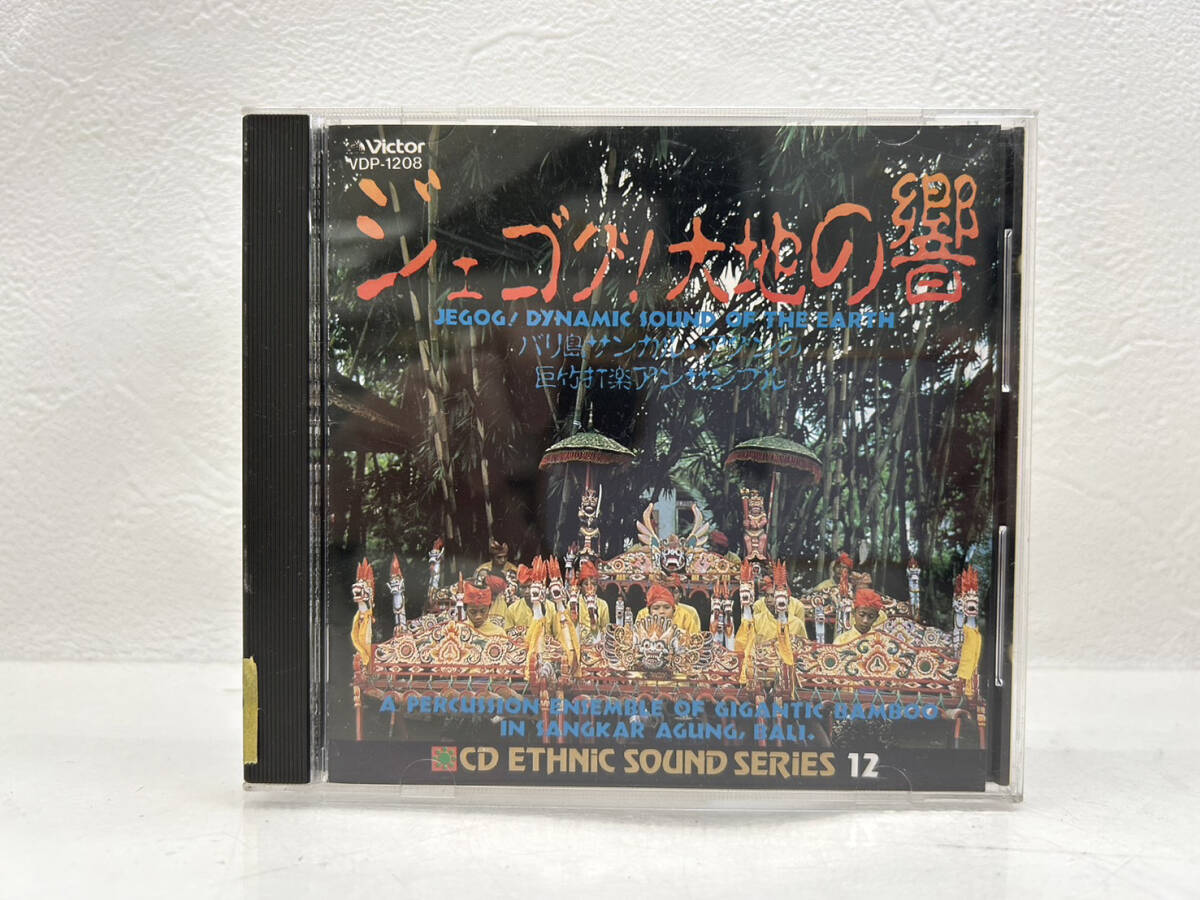 Victor
VDP-1208
ジェゴグ!大地の響
JEGOG! DYNAMIC SOUND OF THE EARTH
バリ島サンカル・アグンの
巨竹打楽アンサンブル
A PERCUSSION ENSEMBLE OF GIGANTIC BAMBOO
IN SANGKAR AGUNG, BALI.
CD ETHNIC SOUND SERIES 12